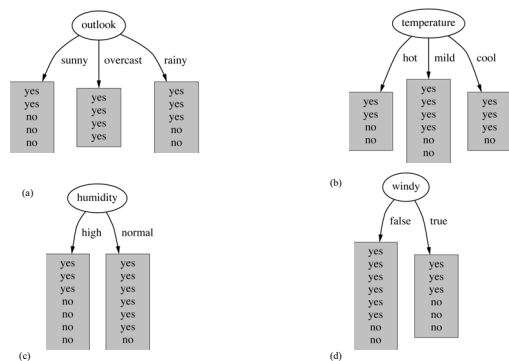 outlook
sunny overcast rainy
yes
yes
no
no
no
yes
yes
yes
yes
yes
yes
yes
no
no
(a)
temperature
hot mild cool
yes
yes
no
no
yes
yes
yes
yes
no
no
yes
yes
yes
no
(b)
humidity
high normal
yes
yes
yes
no
no
no
no
yes
yes
yes
yes
yes
yes
no
(c)
windy
false true
yes
yes
yes
yes
yes
yes
no
no
yes
yes
yes
no
no
no
(d)